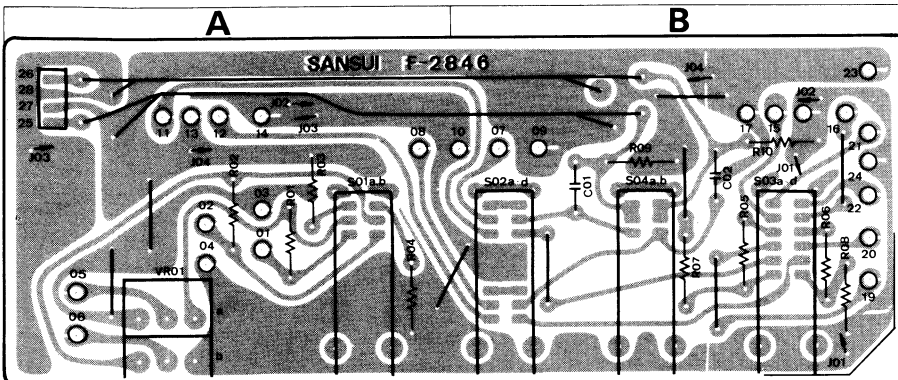 A B
SANSUI F-2846
26
28
27
25
J03
11 13 12 14
J02
J03
J04
08 10 07 09
J04
23
J02
17 15 16
R10
21
J01
24
22
20
19
R02
R03
R01
R09
C01
C02
S01a.b
S02a d
S04a.b
S03a d
02
03
01
04
R04
R05
R06
R07
R08
05
06
VR01
a
b
J01